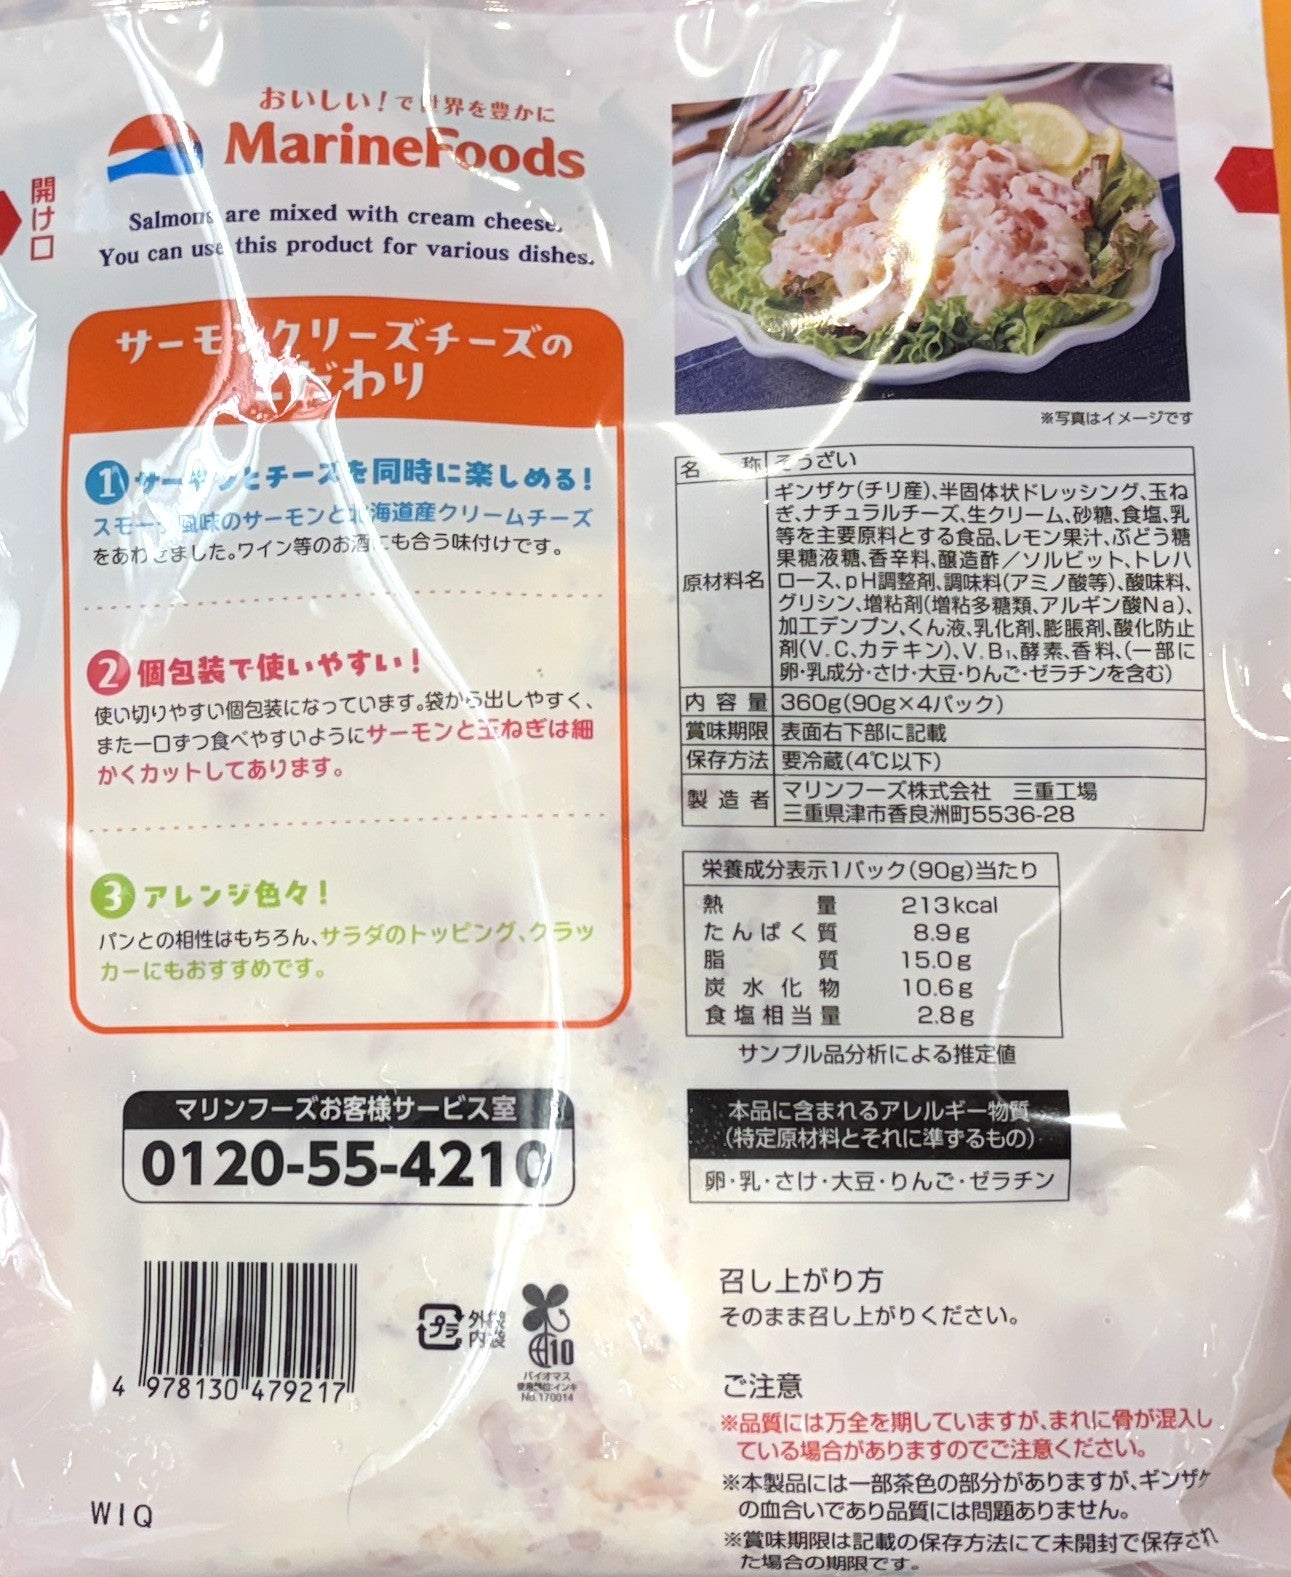 おいしい!で世界を豊かに
MarineFoods
Salmons are mixed with cream cheese.
You can use this product for various dishes.
開け口
サーモンクリーズチーズの
こだわり
1 サーモンとチーズを同時に楽しめる!
スモーク風味のサーモンと北海道産クリームチーズ
をあわせました。ワイン等のお酒にも合う味付けです。
2 個包装で使いやすい!
使い切りやすい個包装になっています。袋から出しやすく、
また一口ずつ食べやすいようにサーモンと玉ねぎは細
かくカットしてあります。
3 アレンジ色々!
パンとの相性はもちろん、サラダのトッピング、クラッ
カーにもおすすめです。
マリンフーズお客様サービス室
0120-55-4210
4 978130 479217
プラ 外袋
内袋
10
バイオマス
使用部位:インキ
No.170014
WIQ
※写真はイメージです
名称 そうざい
原材料名 ギンザケ(チリ産)、半固体状ドレッシング、玉ね
ぎ、ナチュラルチーズ、生クリーム、砂糖、食塩、乳
等を主要原料とする食品、レモン果汁、ぶどう糖
果糖液糖、香辛料、醸造酢/ソルビット、トレハ
ロース、pH調整剤、調味料(アミノ酸等)、酸味料、
グリシン、増粘剤(増粘多糖類、アルギン酸Na)、
加工デンプン、くん液、乳化剤、膨脹剤、酸化防止
剤(V.C、カテキン)、V.B₁、酵素、香料、(一部に
卵・乳成分・さけ・大豆・りんご・ゼラチンを含む)
内容量 360g(90g×4パック)
賞味期限 表面右下部に記載
保存方法 要冷蔵(4℃以下)
製造者 マリンフーズ株式会社 三重工場
三重県津市香良洲町5536-28
栄養成分表示1パック(90g)当たり
熱量 213kcal
たんぱく質 8.9g
脂質 15.0g
炭水化物 10.6g
食塩相当量 2.8g
サンプル品分析による推定値
本品に含まれるアレルギー物質
(特定原材料とそれに準ずるもの)
卵・乳・さけ・大豆・りんご・ゼラチン
召し上がり方
そのまま召し上がりください。
ご注意
※品質には万全を期していますが、まれに骨が混入し
ている場合がありますのでご注意ください。
※本製品には一部茶色の部分がありますが、ギンザケ
の血合いであり品質には問題ありません。
※賞味期限は記載の保存方法にて未開封で保存され
た場合の期限です。